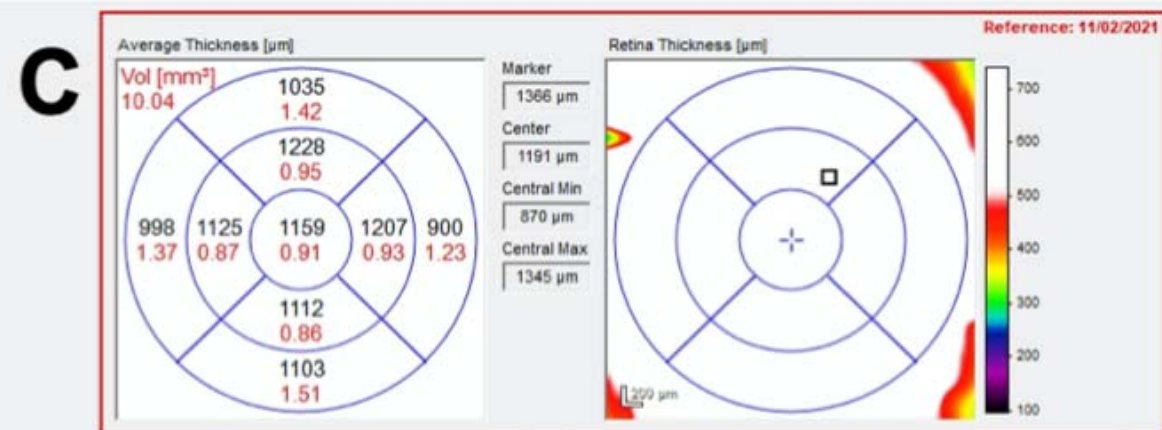 C
Reference: 11/02/2021
Average Thickness [µm]
Vol [mm³]
10.04
1035
1.42
1228
0.95
998
1.37
1125
0.87
1159
0.91
1207
0.93
900
1.23
1112
0.86
1103
1.51
Marker
1366 µm
Center
1191 µm
Central Min
870 µm
Central Max
1345 µm
Retina Thickness [µm]
200 µm
700
600
500
400
300
200
100